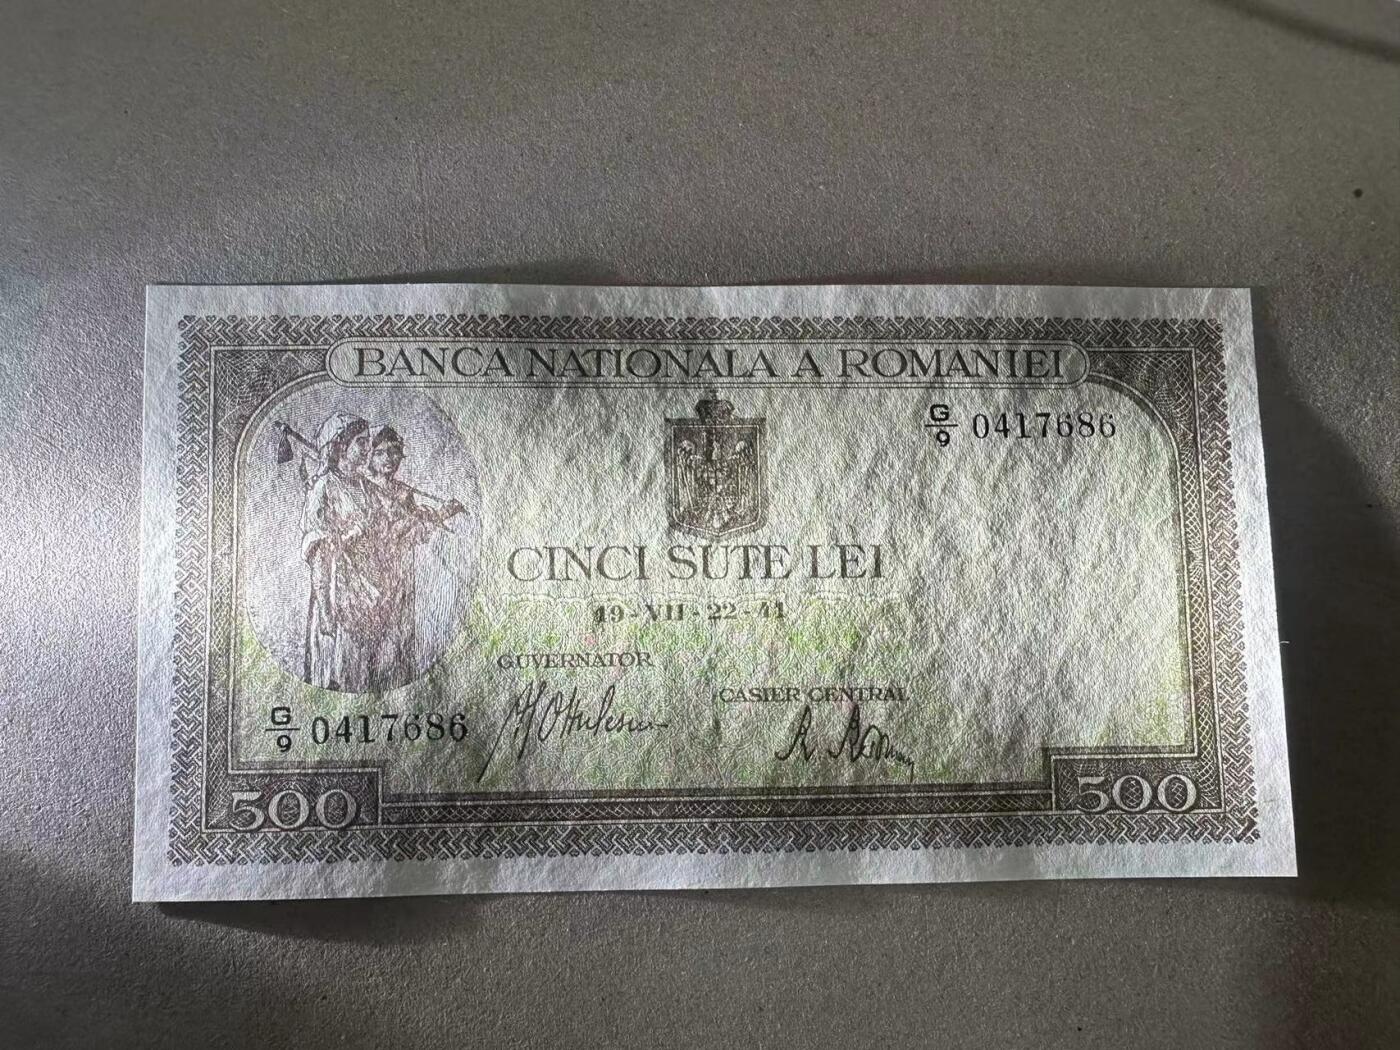 BANCA NATIONALA A ROMANIEI
G/9 0417686
CINCI SUTE LEI
19-VII-22-41
GUVERNATOR
CASIER CENTRAL
G/9 0417686
500
500